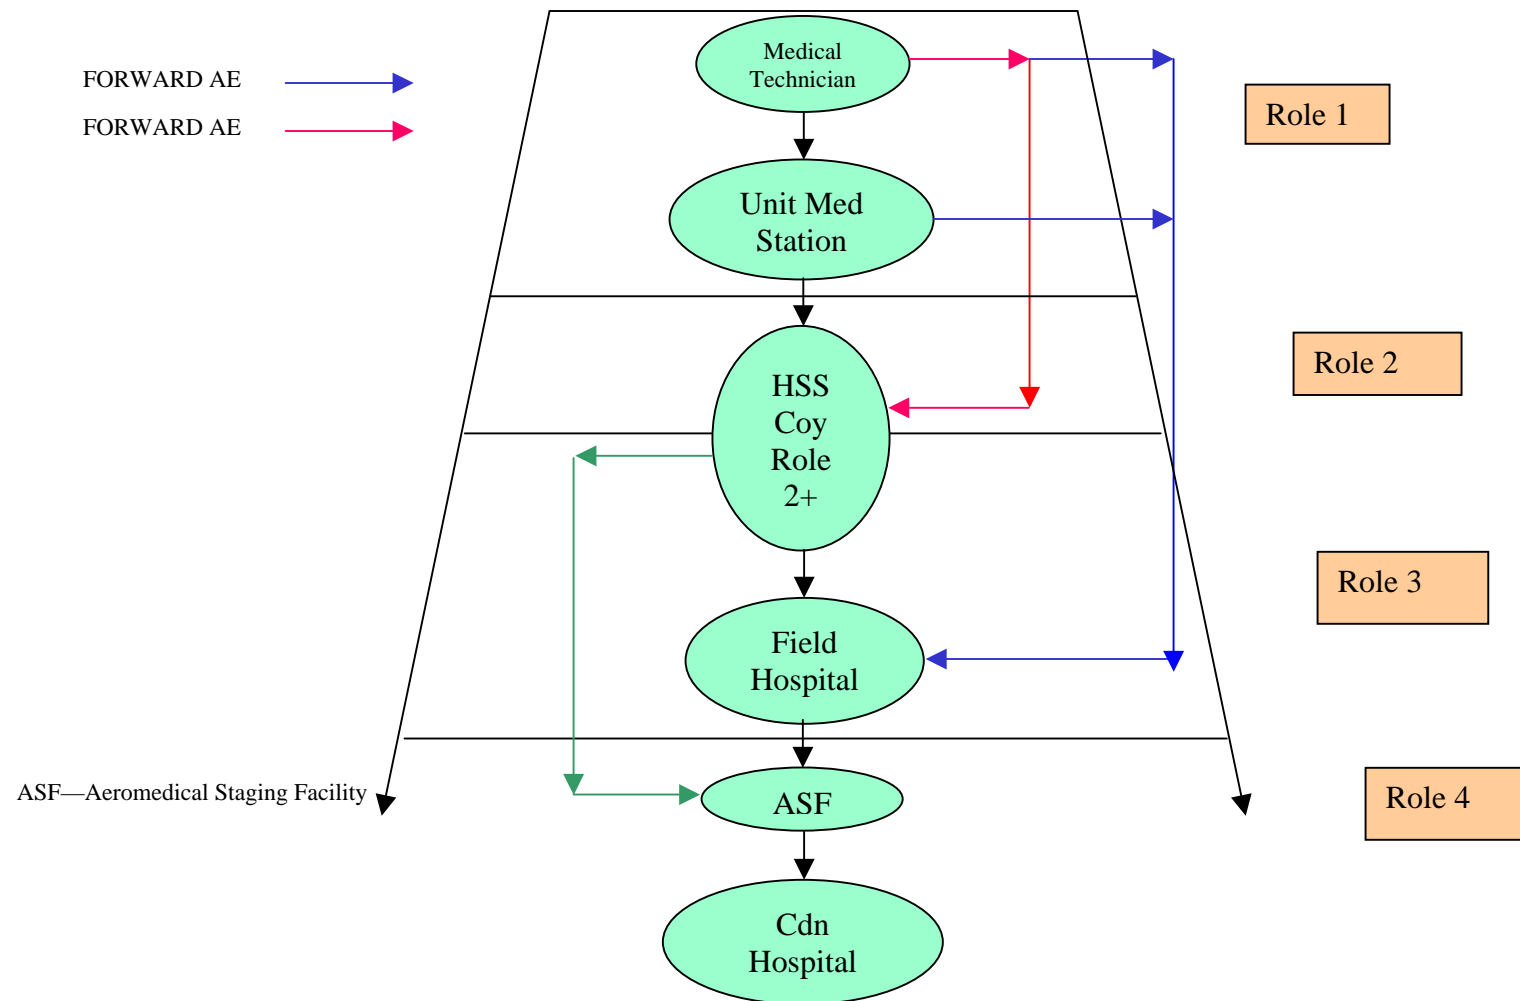 Medical
Technician
FORWARD AE
FORWARD AE
Role 1
Unit Med
Station
Role 2
HSS
Coy
Role
2+
Role 3
Field
Hospital
ASF—Aeromedical Staging Facility
ASF
Role 4
Cdn
Hospital